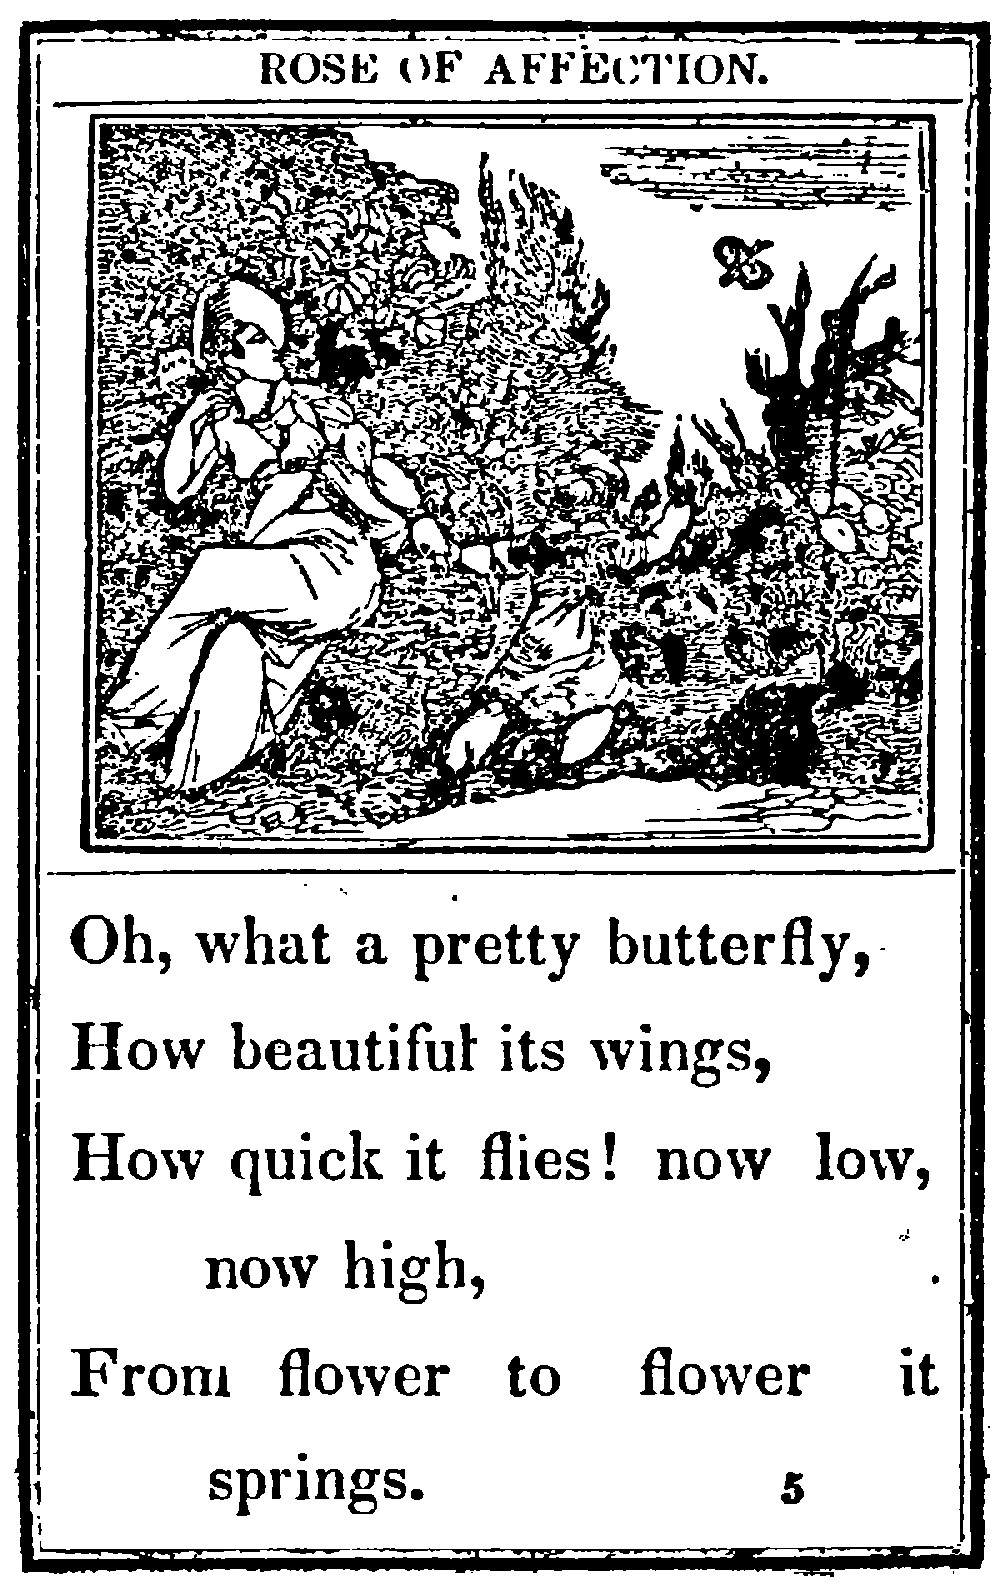 ROSE OF AFFECTION.
Oh, what a pretty butterfly,
How beautiful its wings,
How quick it flies! now low,
now high,
From flower to flower it
springs. 5